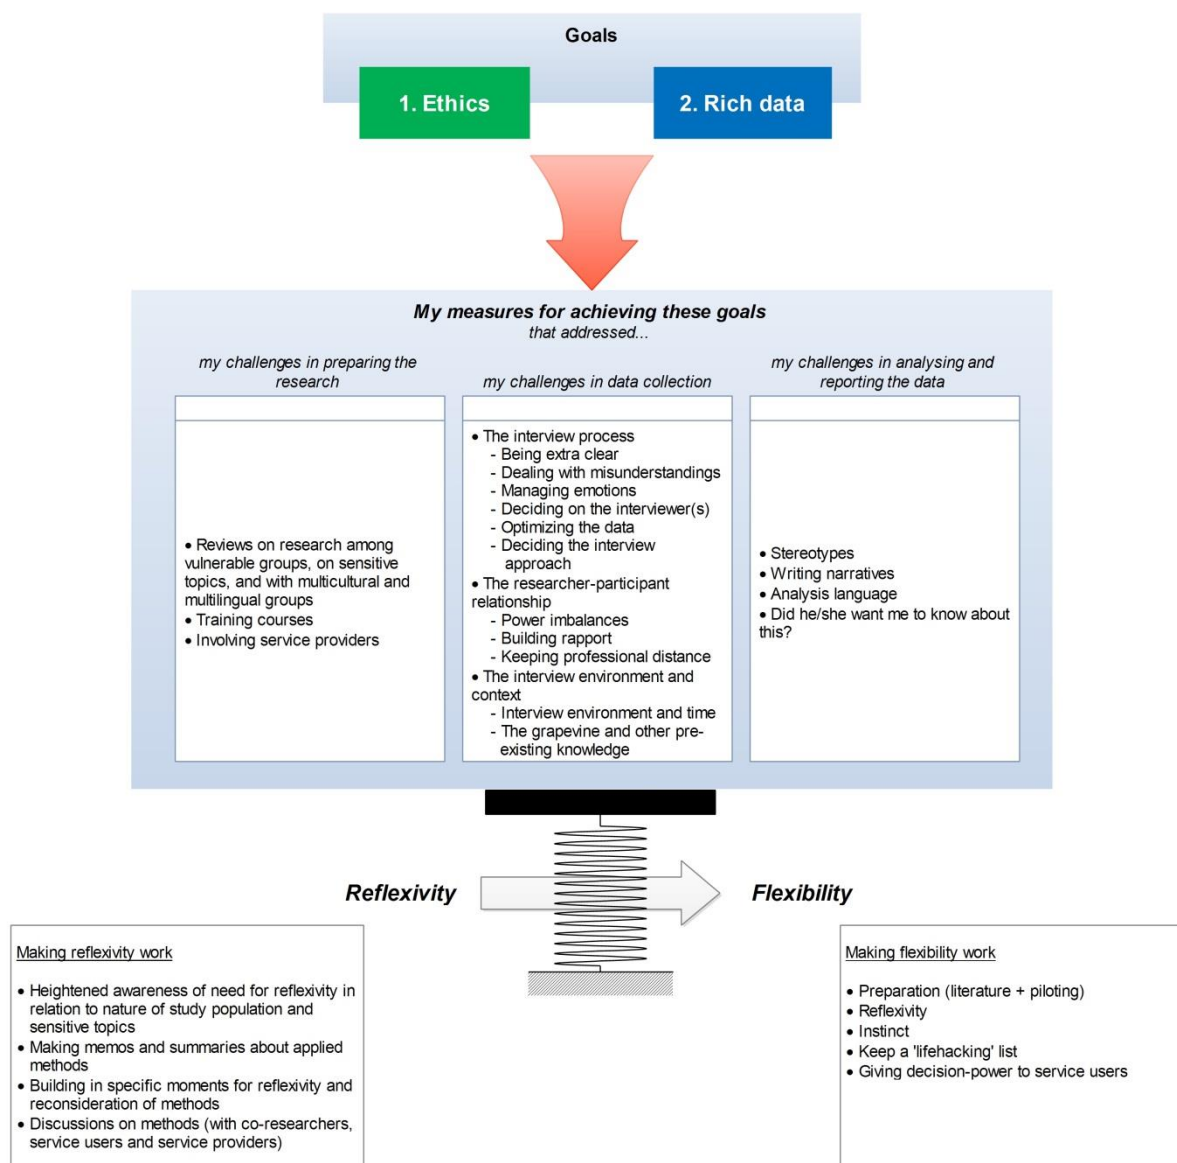 Goals
1. Ethics
2. Rich data
My measures for achieving these goals
that addressed...
my challenges in preparing the
research
• Reviews on research among
vulnerable groups, on sensitive
topics, and with multicultural and
multilingual groups
• Training courses
• Involving service providers
my challenges in data collection
• The interview process
- Being extra clear
- Dealing with misunderstandings
- Managing emotions
- Deciding on the interviewer(s)
- Optimizing the data
- Deciding the interview
approach
• The researcher-participant
relationship
- Power imbalances
- Building rapport
- Keeping professional distance
• The interview environment and
context
- Interview environment and time
- The grapevine and other pre-
existing knowledge
my challenges in analysing and
reporting the data
• Stereotypes
• Writing narratives
• Analysis language
• Did he/she want me to know about
this?
Reflexivity
Flexibility
Making reflexivity work
• Heightened awareness of need for reflexivity in
relation to nature of study population and
sensitive topics
• Making memos and summaries about applied
methods
• Building in specific moments for reflexivity and
reconsideration of methods
• Discussions on methods (with co-researchers,
service users and service providers)
Making flexibility work
• Preparation (literature + piloting)
• Reflexivity
• Instinct
• Keep a 'lifehacking' list
• Giving decision-power to service users